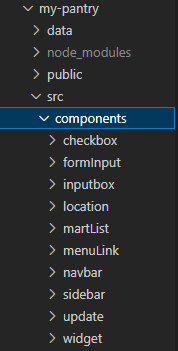 my-pantry
data
node_modules
public
src
components
checkbox
formInput
inputbox
location
martList
menuLink
navbar
sidebar
update
widget